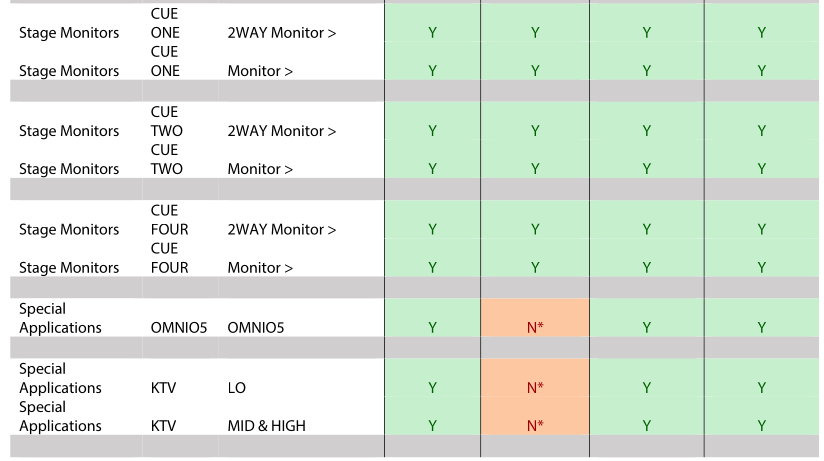 CUE
Stage Monitors ONE 2WAY Monitor > Y Y Y Y
CUE
Stage Monitors ONE Monitor > Y Y Y Y
CUE
Stage Monitors TWO 2WAY Monitor > Y Y Y Y
CUE
Stage Monitors TWO Monitor > Y Y Y Y
CUE
Stage Monitors FOUR 2WAY Monitor > Y Y Y Y
CUE
Stage Monitors FOUR Monitor > Y Y Y Y
Special
Applications OMNIO5 OMNIO5 Y N* Y Y
Special
Applications KTV LO Y N* Y Y
Special
Applications KTV MID & HIGH Y N* Y Y